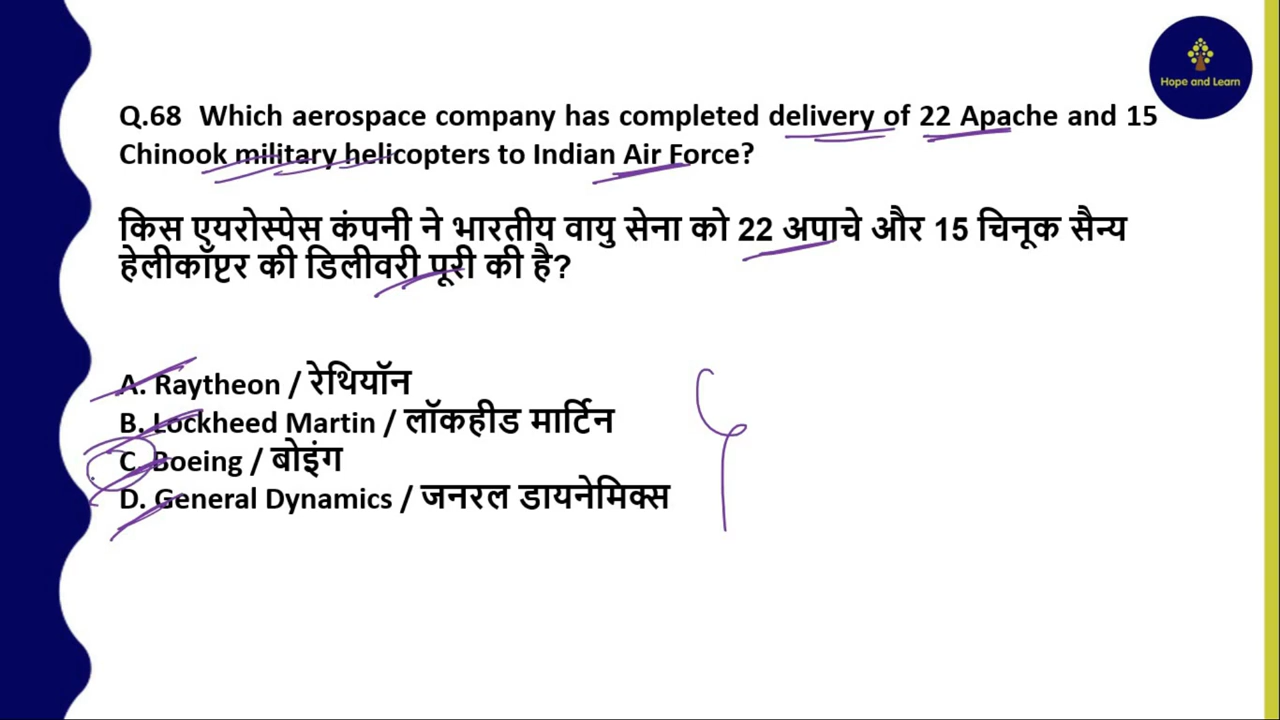 Hope and Learn
Q.68 Which aerospace company has completed delivery of 22 Apache and 15
Chinook military helicopters to Indian Air Force?
किस एयरोस्पेस कंपनी ने भारतीय वायु सेना को 22 अपाचे और 15 चिनूक सैन्य
हेलीकॉप्टर की डिलीवरी पूरी की है?
A. Raytheon / रेथियॉन
B. Lockheed Martin / लॉकहीड मार्टिन
C. Boeing / बोइंग
D. General Dynamics / जनरल डायनेमिक्स